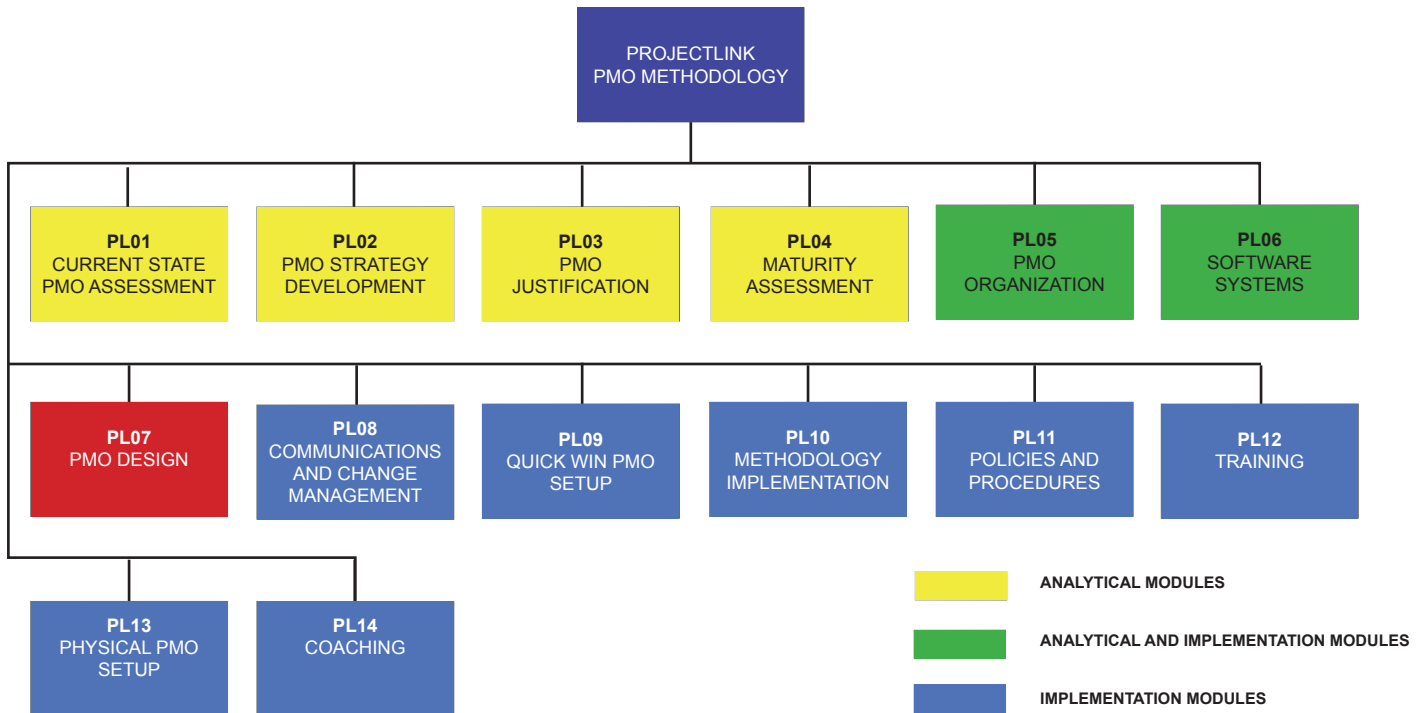 PROJECTLINK
PMO METHODOLOGY
PL01
CURRENT STATE
PMO ASSESSMENT
PL02
PMO STRATEGY
DEVELOPMENT
PL03
PMO
JUSTIFICATION
PL04
MATURITY
ASSESSMENT
PL05
PMO
ORGANIZATION
PL06
SOFTWARE
SYSTEMS
PL07
PMO DESIGN
PL08
COMMUNICATIONS
AND CHANGE
MANAGEMENT
PL09
QUICK WIN PMO
SETUP
PL10
METHODOLOGY
IMPLEMENTATION
PL11
POLICIES AND
PROCEDURES
PL12
TRAINING
PL13
PHYSICAL PMO
SETUP
PL14
COACHING
ANALYTICAL MODULES
ANALYTICAL AND IMPLEMENTATION MODULES
IMPLEMENTATION MODULES